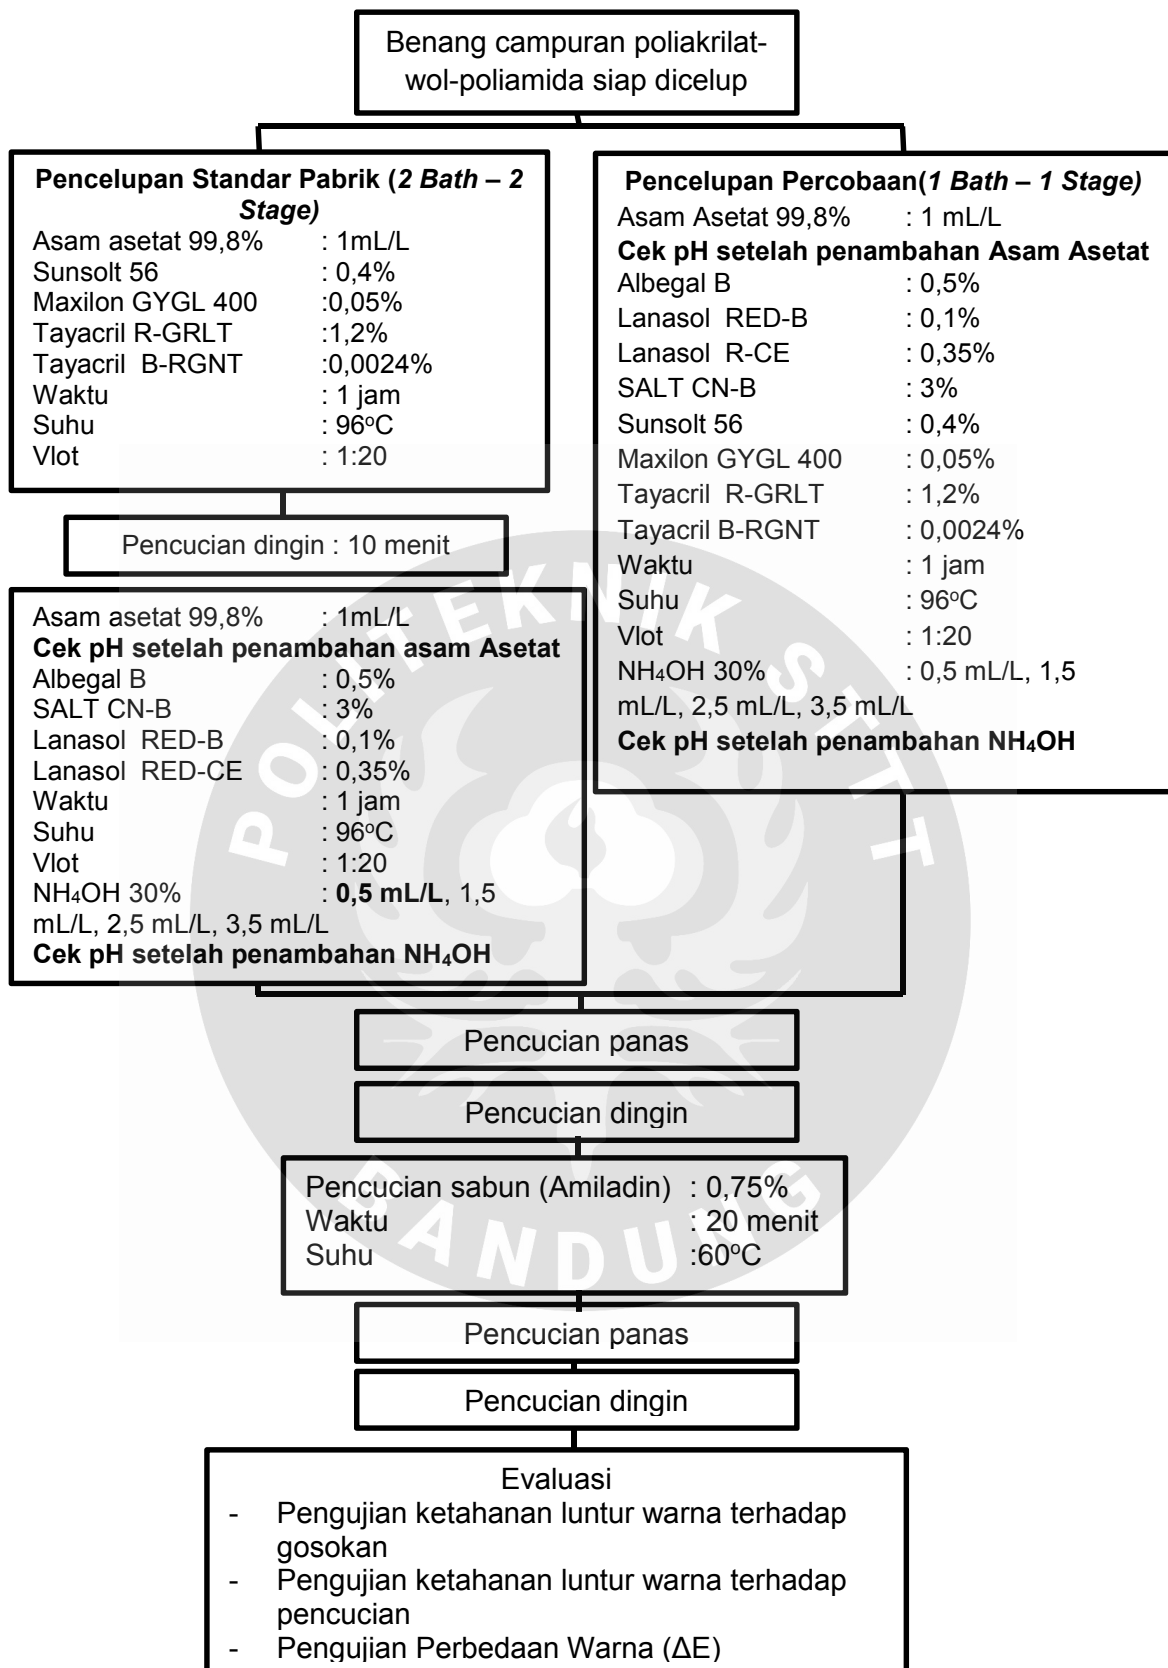 Benang campuran poliakrilat-
wol-poliamida siap dicelup
Pencelupan Standar Pabrik (2 Bath – 2
Stage)
Asam asetat 99,8% : 1mL/L
Sunsolt 56 : 0,4%
Maxilon GYGL 400 :0,05%
Tayacril R-GRLT :1,2%
Tayacril B-RGNT :0,0024%
Waktu : 1 jam
Suhu : 96°C
Vlot : 1:20
Pencucian dingin : 10 menit
Asam asetat 99,8% : 1mL/L
Cek pH setelah penambahan asam Asetat
Albegal B : 0,5%
SALT CN-B : 3%
Lanasol RED-B : 0,1%
Lanasol RED-CE : 0,35%
Waktu : 1 jam
Suhu : 96°C
Vlot : 1:20
NH₄OH 30% : 0,5 mL/L, 1,5
mL/L, 2,5 mL/L, 3,5 mL/L
Cek pH setelah penambahan NH₄OH
Pencelupan Percobaan(1 Bath – 1 Stage)
Asam Asetat 99,8% : 1 mL/L
Cek pH setelah penambahan Asam Asetat
Albegal B : 0,5%
Lanasol RED-B : 0,1%
Lanasol R-CE : 0,35%
SALT CN-B : 3%
Sunsolt 56 : 0,4%
Maxilon GYGL 400 : 0,05%
Tayacril R-GRLT : 1,2%
Tayacril B-RGNT : 0,0024%
Waktu : 1 jam
Suhu : 96°C
Vlot : 1:20
NH₄OH 30% : 0,5 mL/L, 1,5
mL/L, 2,5 mL/L, 3,5 mL/L
Cek pH setelah penambahan NH₄OH
Pencucian panas
Pencucian dingin
Pencucian sabun (Amiladin) : 0,75%
Waktu : 20 menit
Suhu :60°C
Pencucian panas
Pencucian dingin
Evaluasi
- Pengujian ketahanan luntur warna terhadap
gosokan
- Pengujian ketahanan luntur warna terhadap
pencucian
- Pengujian Perbedaan Warna (ΔE)
POLITEKNIK STTT
BANDUNG